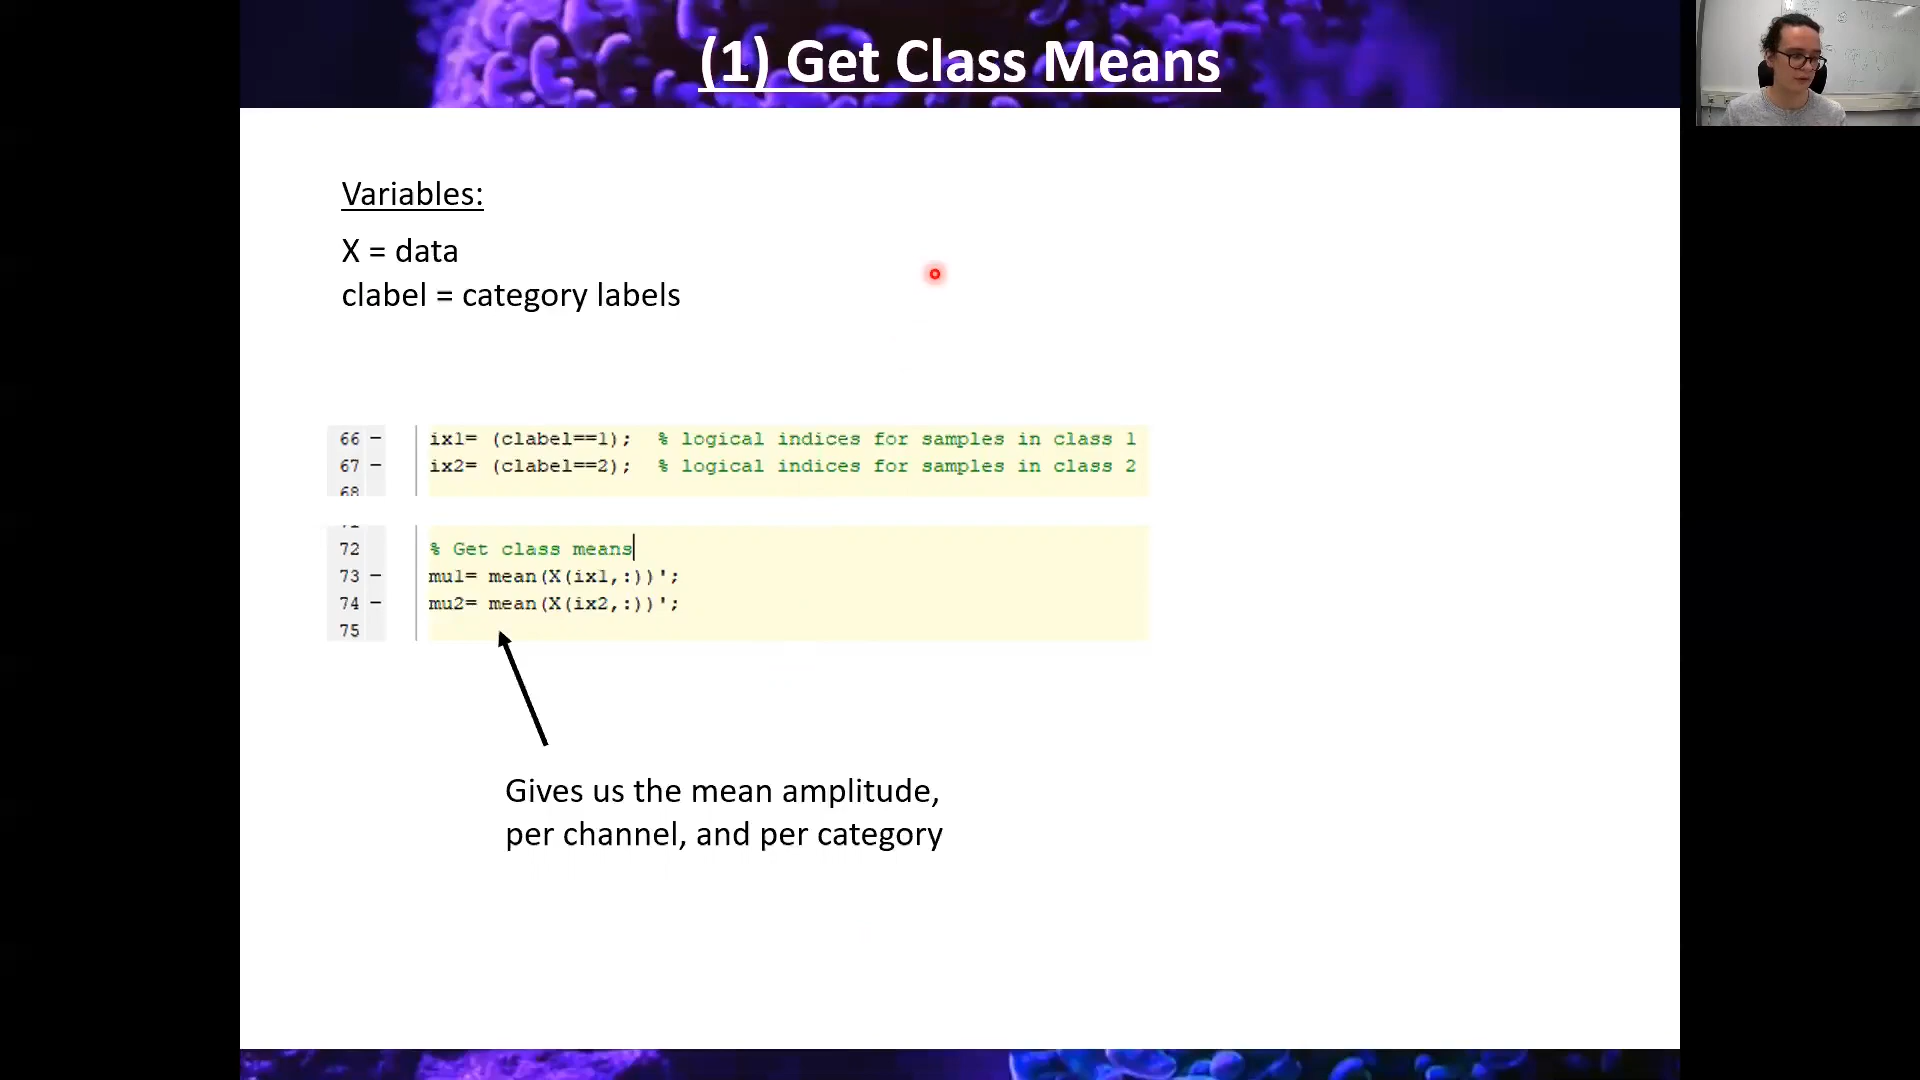 (1) Get Class Means
Variables:
X = data
clabel = category labels
66 – ix1= (clabel==1); % logical indices for samples in class 1
67 – ix2= (clabel==2); % logical indices for samples in class 2
68
72 % Get class means
73 – mu1= mean(X(ix1,:))';
74 – mu2= mean(X(ix2,:))';
75
Gives us the mean amplitude,
per channel, and per category